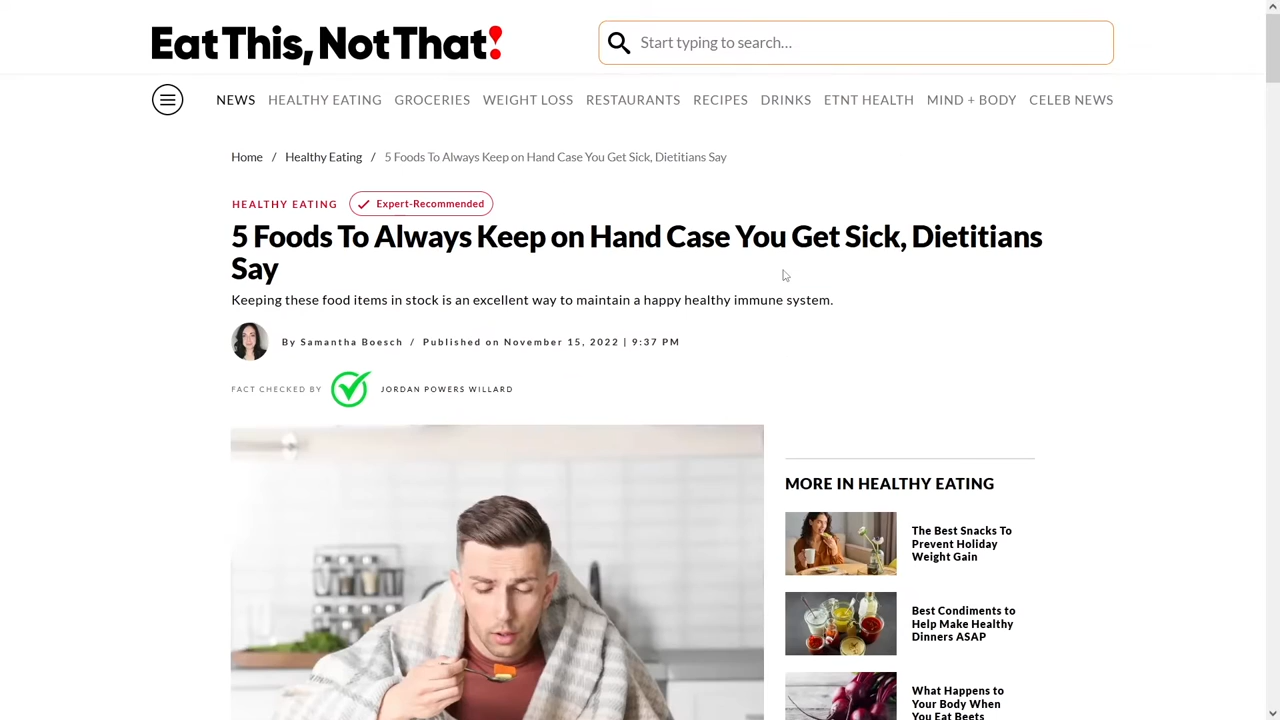 Eat This, Not That!
Start typing to search...
NEWS HEALTHY EATING GROCERIES WEIGHT LOSS RESTAURANTS RECIPES DRINKS ETNT HEALTH MIND + BODY CELEB NEWS
Home / Healthy Eating / 5 Foods To Always Keep on Hand Case You Get Sick, Dietitians Say
HEALTHY EATING Expert-Recommended
5 Foods To Always Keep on Hand Case You Get Sick, Dietitians
Say
Keeping these food items in stock is an excellent way to maintain a happy healthy immune system.
By Samantha Boesch / Published on November 15, 2022 | 9:37 PM
FACT CHECKED BY JORDAN POWERS WILLARD
MORE IN HEALTHY EATING
The Best Snacks To
Prevent Holiday
Weight Gain
Best Condiments to
Help Make Healthy
Dinners ASAP
What Happens to
Your Body When
You Eat Beets